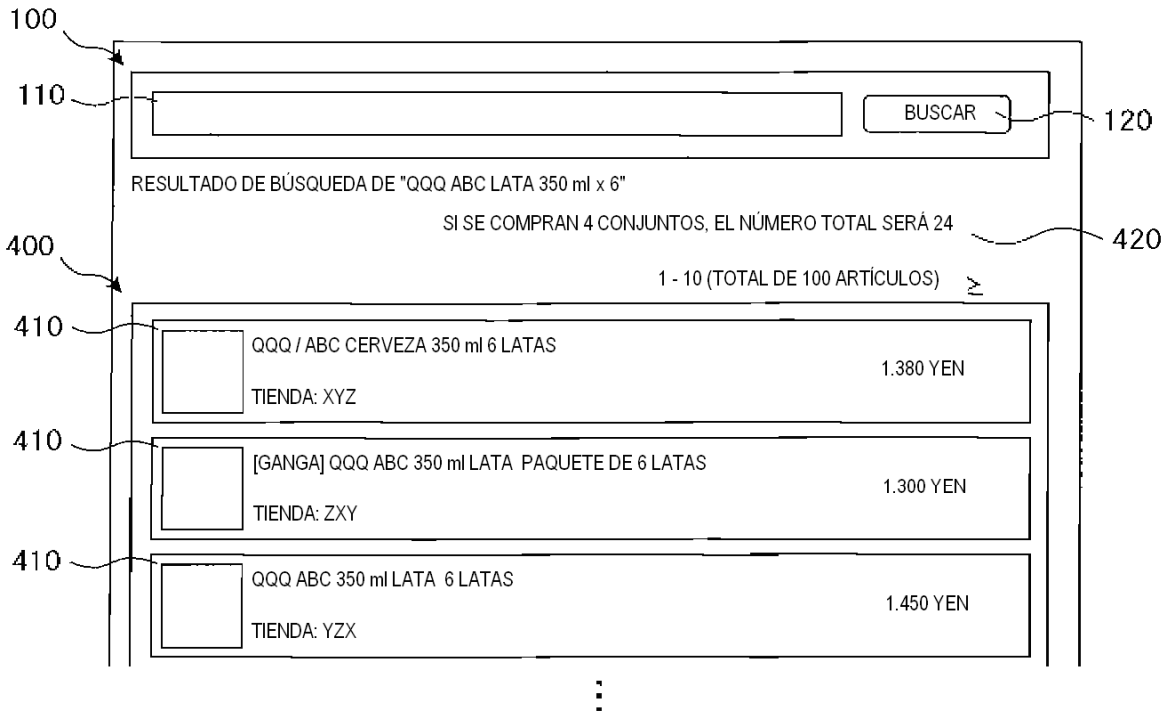 100
110
BUSCAR
120
RESULTADO DE BÚSQUEDA DE "QQQ ABC LATA 350 ml x 6"
SI SE COMPRAN 4 CONJUNTOS, EL NÚMERO TOTAL SERÁ 24
420
400
1 - 10 (TOTAL DE 100 ARTÍCULOS) >
410
QQQ / ABC CERVEZA 350 ml 6 LATAS
1.380 YEN
TIENDA: XYZ
410
[GANGA] QQQ ABC 350 ml LATA PAQUETE DE 6 LATAS
1.300 YEN
TIENDA: ZXY
410
QQQ ABC 350 ml LATA 6 LATAS
1.450 YEN
TIENDA: YZX